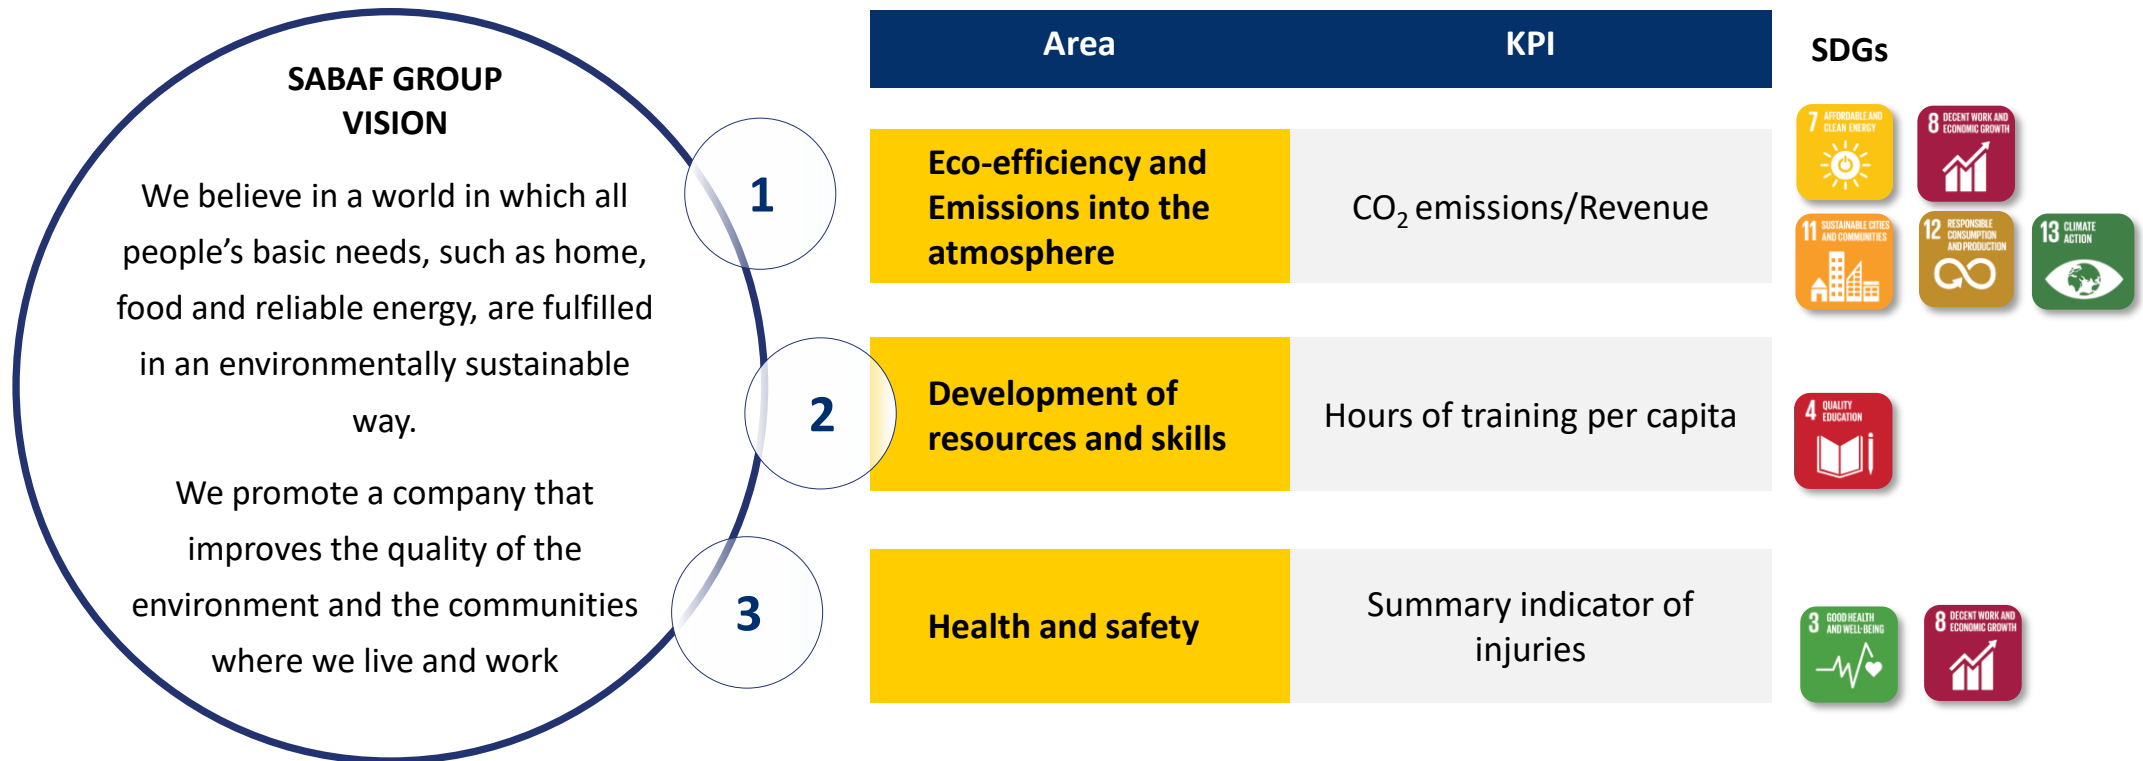 SABAF GROUP
VISION
We believe in a world in which all
people’s basic needs, such as home,
food and reliable energy, are fulfilled
in an environmentally sustainable
way.
We promote a company that
improves the quality of the
environment and the communities
where we live and work
Area
KPI
SDGs
1
Eco-efficiency and
Emissions into the
atmosphere
CO₂ emissions/Revenue
7 AFFORDABLE AND
CLEAN ENERGY
8 DECENT WORK AND
ECONOMIC GROWTH
11 SUSTAINABLE CITIES
AND COMMUNITIES
12 RESPONSIBLE
CONSUMPTION
AND PRODUCTION
13 CLIMATE
ACTION
2
Development of
resources and skills
Hours of training per capita
4 QUALITY
EDUCATION
3
Health and safety
Summary indicator of
injuries
3 GOOD HEALTH
AND WELL-BEING
8 DECENT WORK AND
ECONOMIC GROWTH